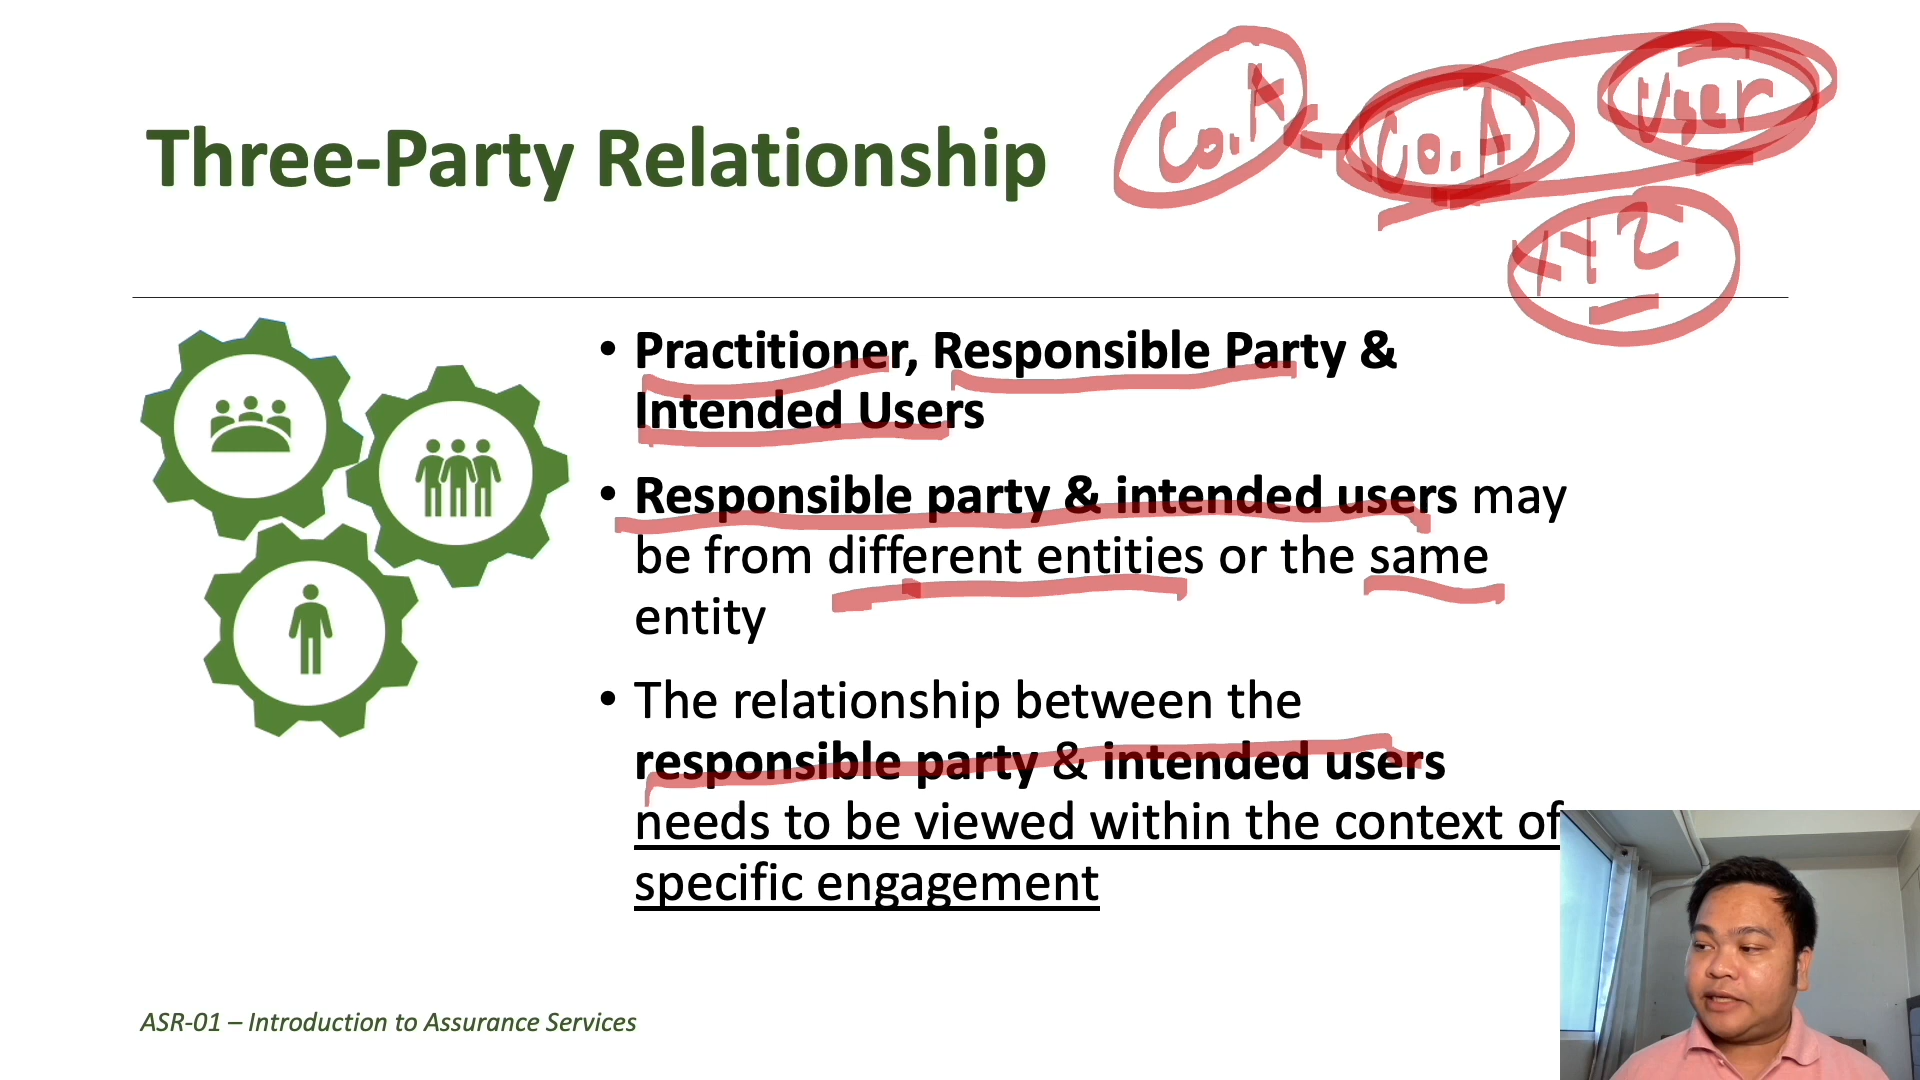 Co. A
Co. A
User
XYZ
Three-Party Relationship
• Practitioner, Responsible Party &
Intended Users
• Responsible party & intended users may
be from different entities or the same
entity
• The relationship between the
responsible party & intended users
needs to be viewed within the context of
specific engagement
ASR-01 – Introduction to Assurance Services